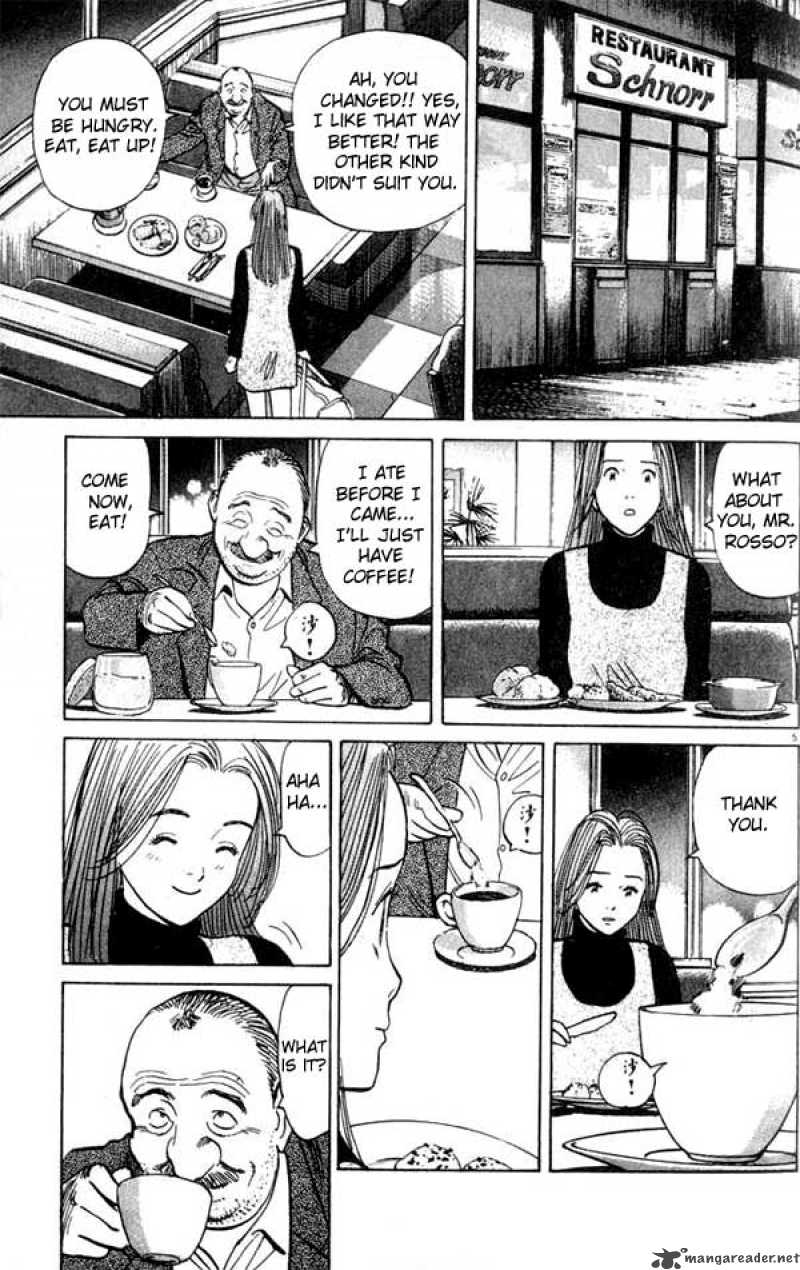 RESTAURANT
Schnorr
AH, YOU
CHANGED!! YES,
I LIKE THAT WAY
BETTER! THE
OTHER KIND
DIDN'T SUIT YOU.
YOU MUST
BE HUNGRY.
EAT, EAT UP!
WHAT
ABOUT
YOU, MR.
ROSSO?
I ATE
BEFORE I
CAME...
I'LL JUST
HAVE
COFFEE!
COME
NOW,
EAT!
5
THANK
YOU.
AHA
HA...
WHAT
IS IT?
mangareader.net